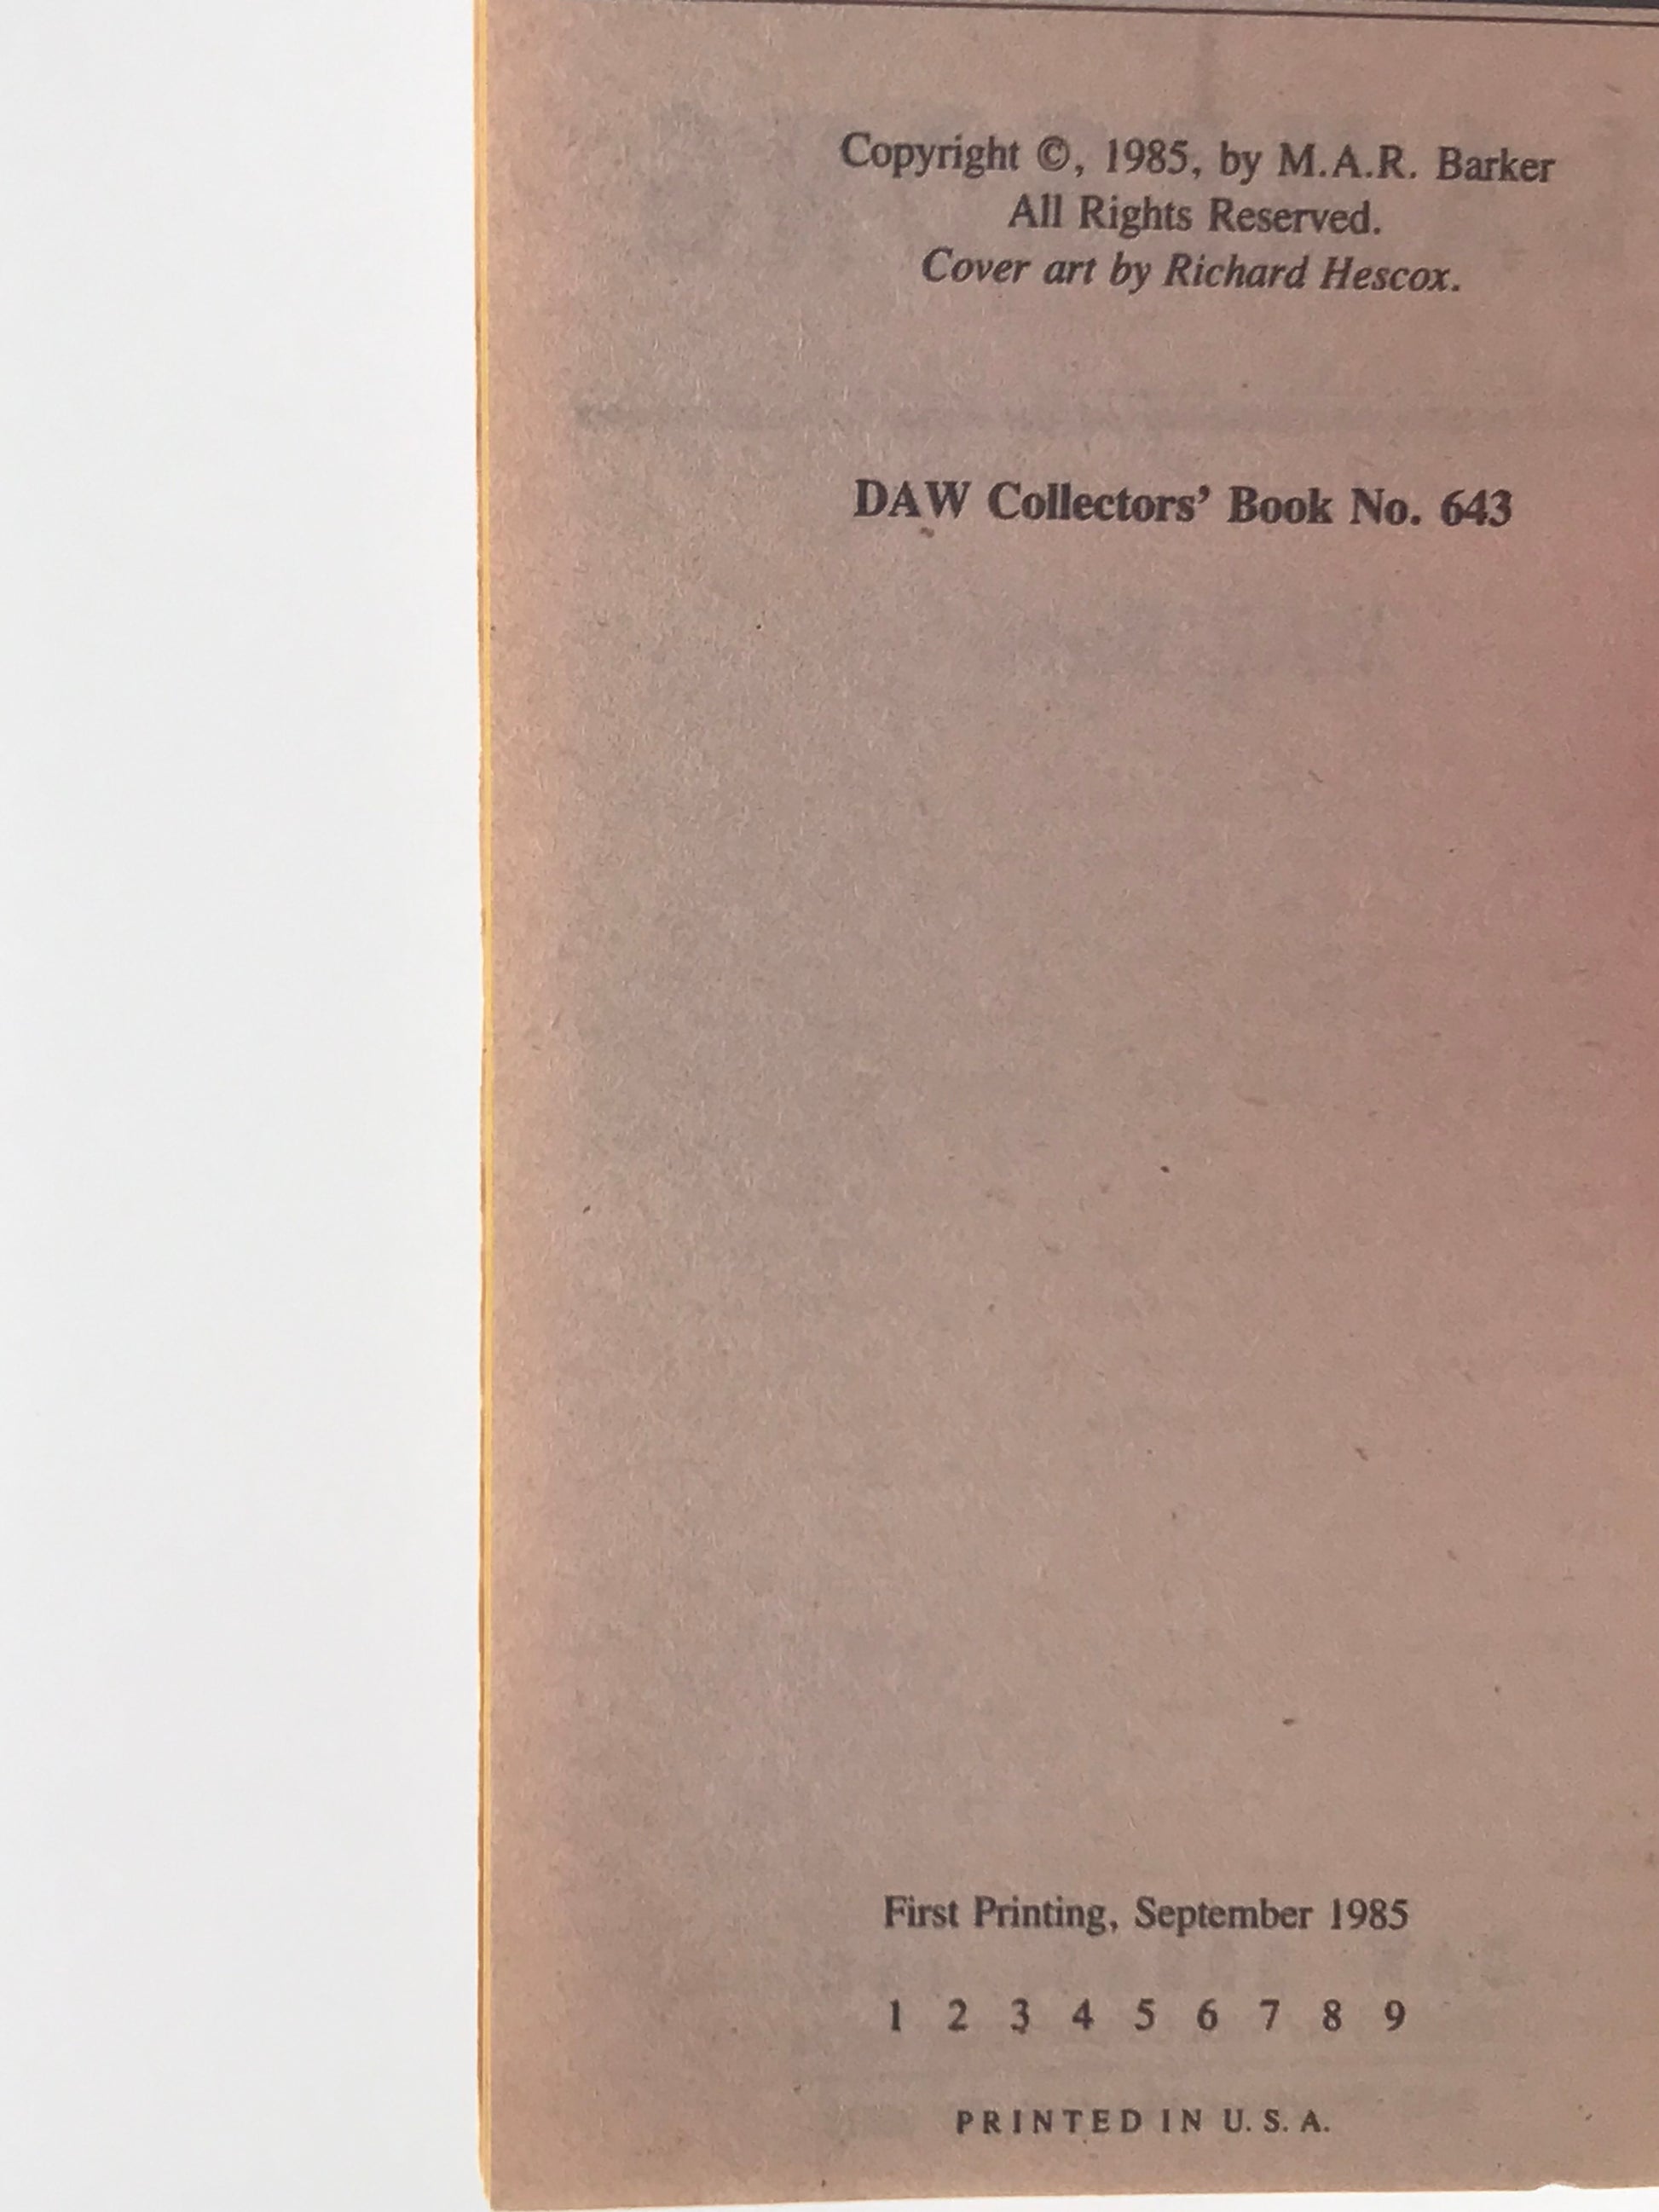 Copyright ©, 1985, by M.A.R. Barker
All Rights Reserved.
Cover art by Richard Hescox.
DAW Collectors' Book No. 643
First Printing, September 1985
1 2 3 4 5 6 7 8 9
PRINTED IN U.S.A.